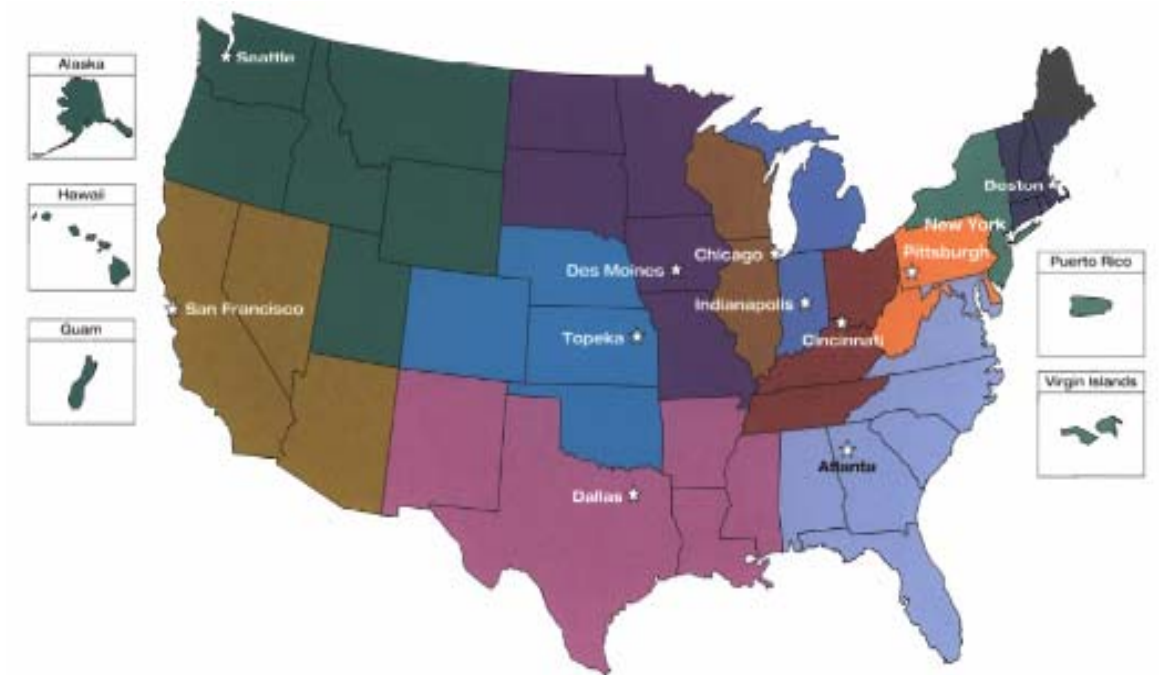 Alaska
Seattle
Hawaii
Boston
New York
Chicago
Pittsburgh
Des Moines
Puerto Rico
Indianapolis
San Francisco
Guam
Topeka
Cincinnati
Virgin Islands
Atlanta
Dallas